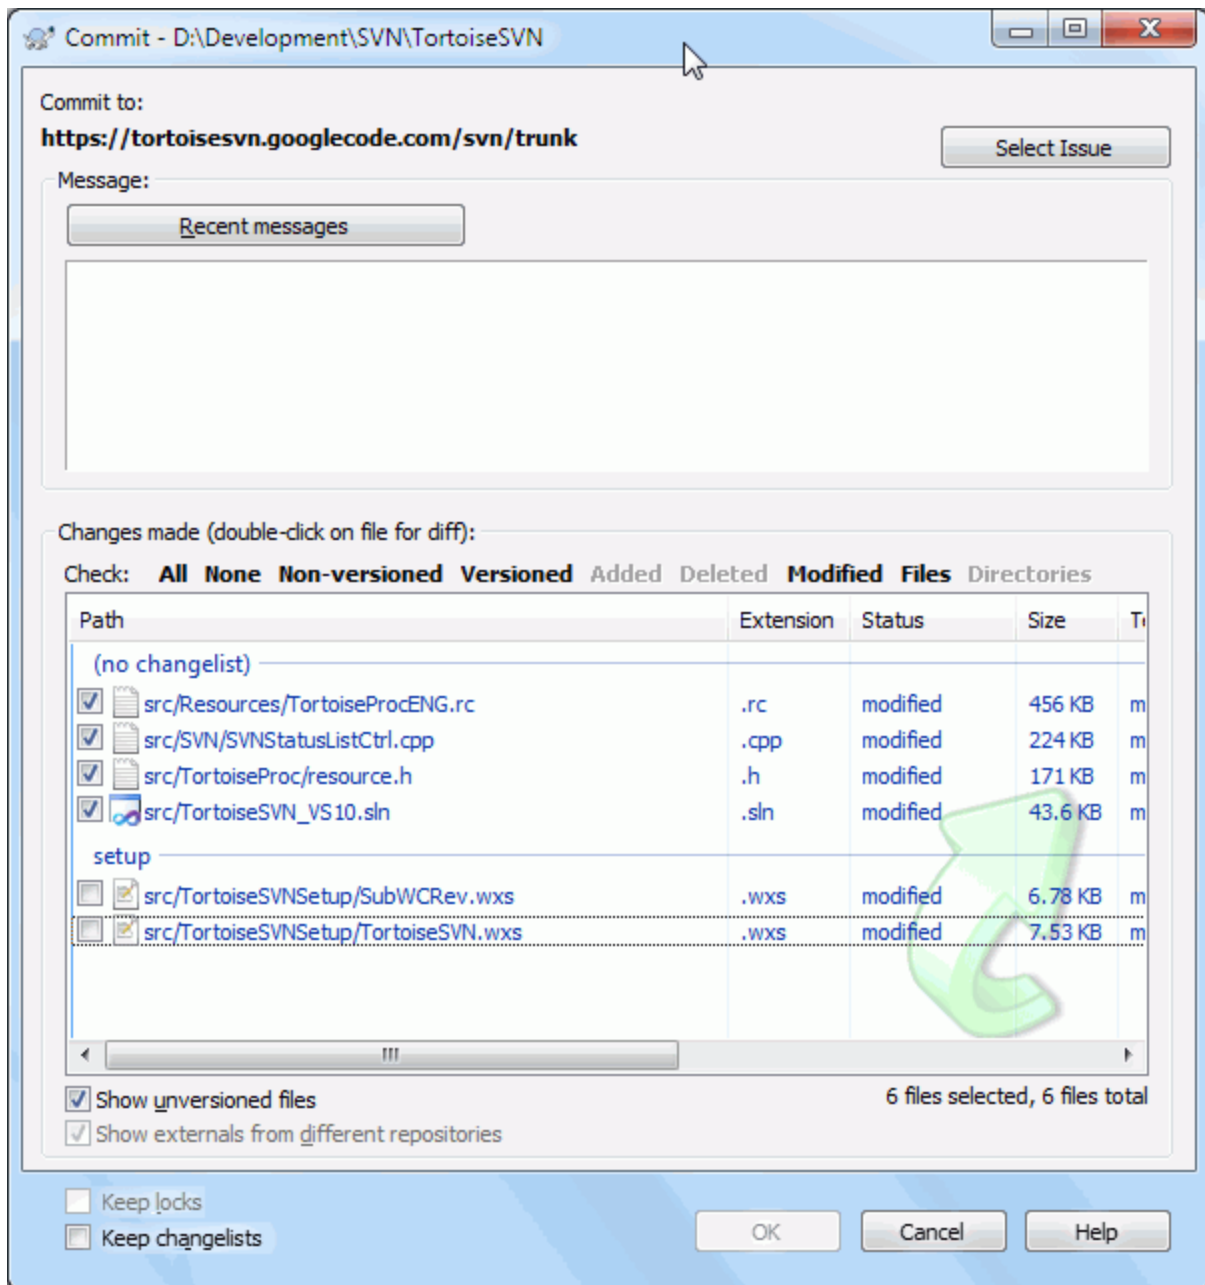 Commit - D:\Development\SVN\TortoiseSVN
Commit to:
https://tortoisesvn.googlecode.com/svn/trunk
Select Issue
Message:
Recent messages
Changes made (double-click on file for diff):
Check: All None Non-versioned Versioned Added Deleted Modified Files Directories
Path Extension Status Size
(no changelist)
src/Resources/TortoiseProcENG.rc .rc modified 456 KB m
src/SVN/SVNStatusListCtrl.cpp .cpp modified 224 KB m
src/TortoiseProc/resource.h .h modified 171 KB m
src/TortoiseSVN_VS10.sln .sln modified 43.6 KB m
setup
src/TortoiseSVNSetup/SubWCRev.wxs .wxs modified 6.78 KB m
src/TortoiseSVNSetup/TortoiseSVN.wxs .wxs modified 7.53 KB m
Show unversioned files
6 files selected, 6 files total
Show externals from different repositories
Keep locks
Keep changelists
OK Cancel Help